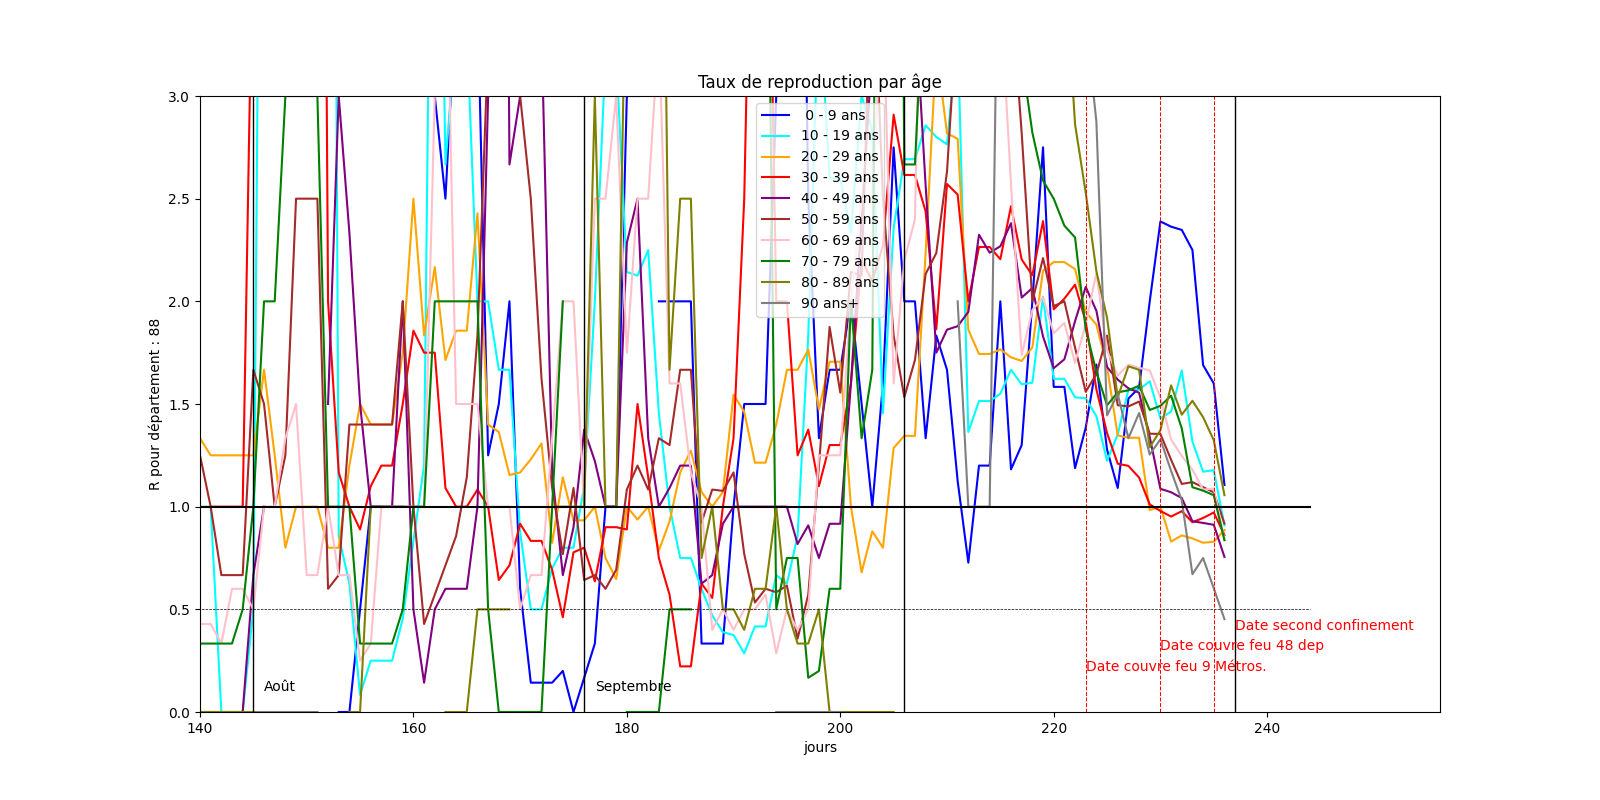 Taux de reproduction par âge
R pour département : 88
3.0
2.5
2.0
1.5
1.0
0.5
0.0
0 - 9 ans
10 - 19 ans
20 - 29 ans
30 - 39 ans
40 - 49 ans
50 - 59 ans
60 - 69 ans
70 - 79 ans
80 - 89 ans
90 ans+
Date second confinement
Date couvre feu 48 dep
Date couvre feu 9 Métros.
Août
Septembre
140
160
180
200
220
240
jours